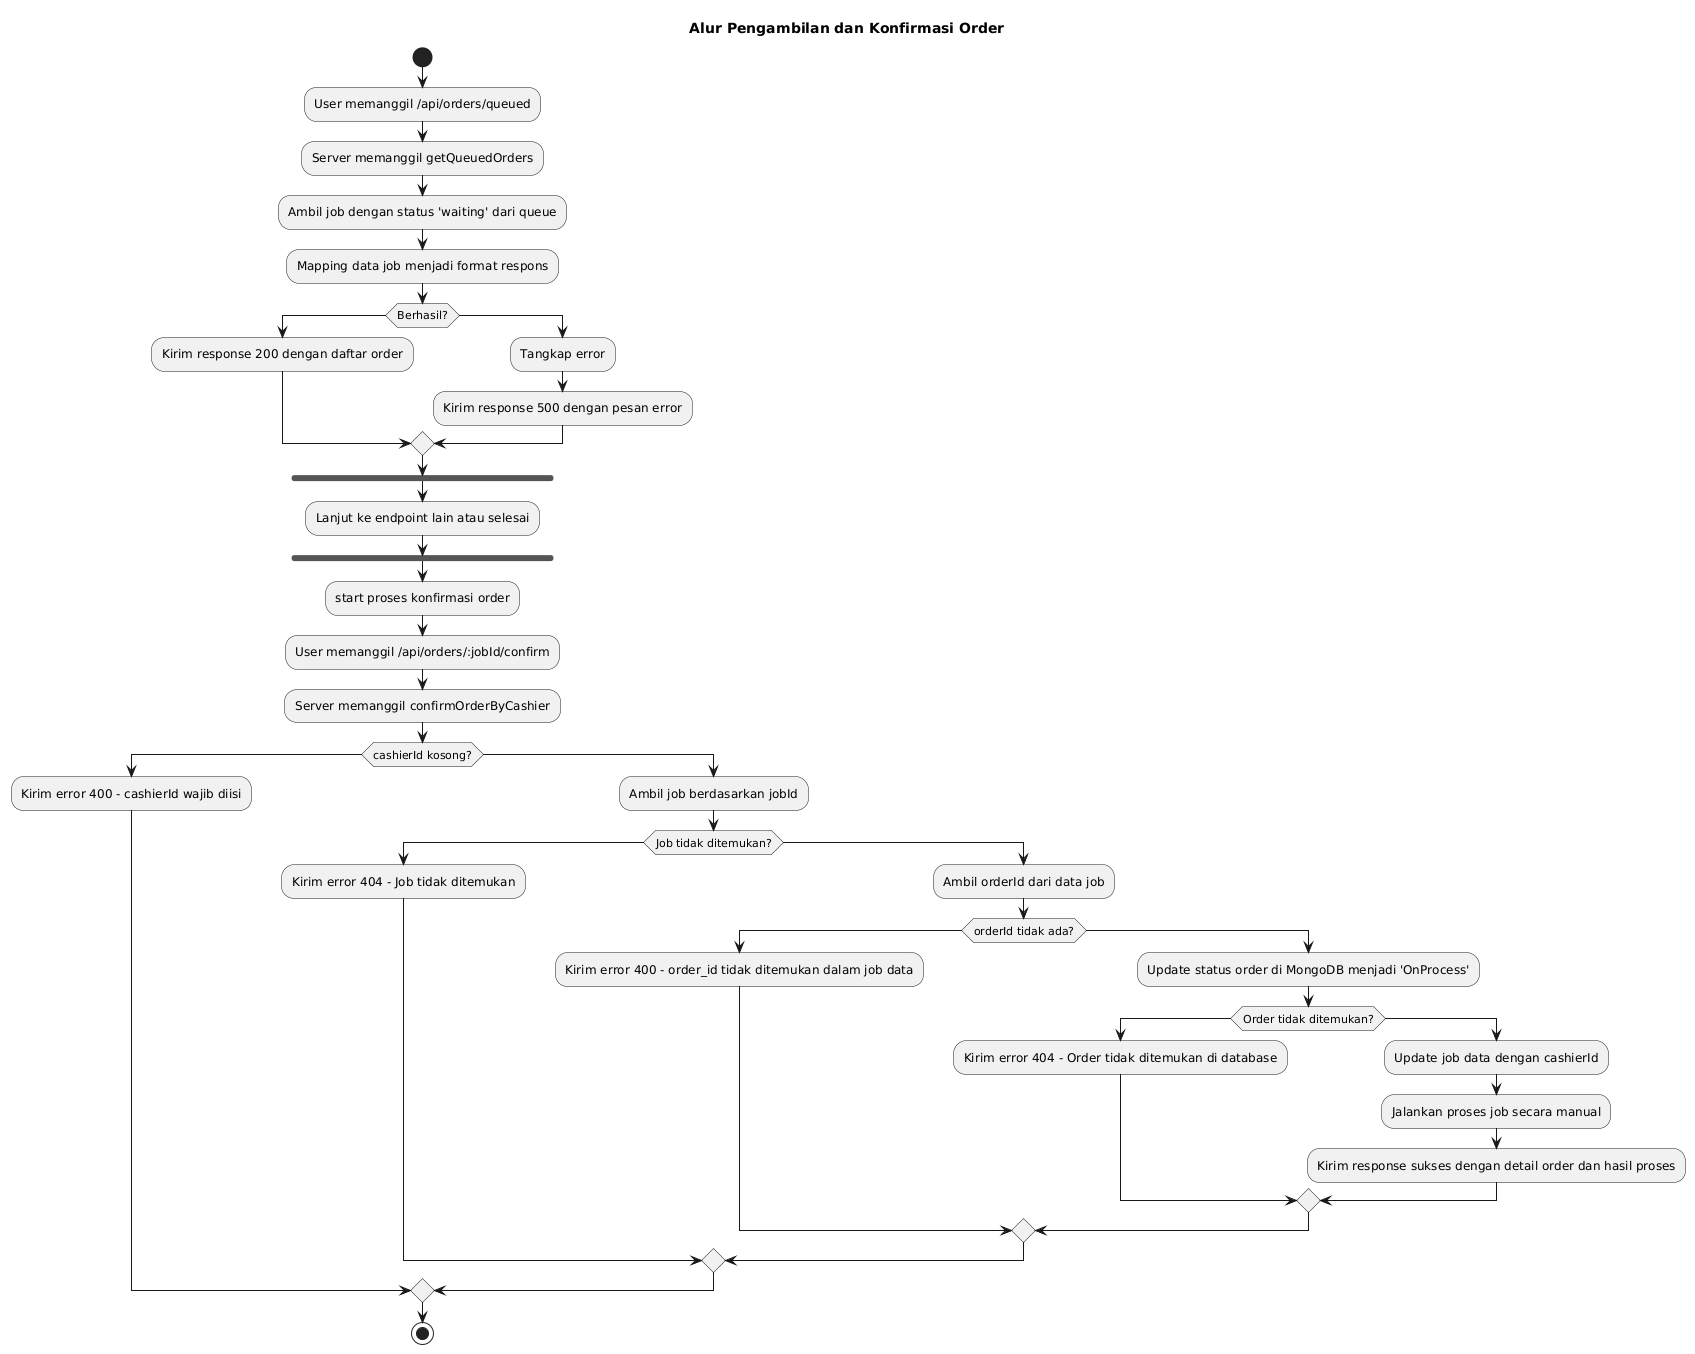 Alur Pengambilan dan Konfirmasi Order
User memanggil /api/orders/queued
Server memanggil getQueuedOrders
Ambil job dengan status 'waiting' dari queue
Mapping data job menjadi format respons
Berhasil?
Kirim response 200 dengan daftar order
Tangkap error
Kirim response 500 dengan pesan error
Lanjut ke endpoint lain atau selesai
start proses konfirmasi order
User memanggil /api/orders/:jobId/confirm
Server memanggil confirmOrderByCashier
cashierId kosong?
Kirim error 400 - cashierId wajib diisi
Ambil job berdasarkan jobId
Job tidak ditemukan?
Kirim error 404 - Job tidak ditemukan
Ambil orderId dari data job
orderId tidak ada?
Kirim error 400 - order_id tidak ditemukan dalam job data
Update status order di MongoDB menjadi 'OnProcess'
Order tidak ditemukan?
Kirim error 404 - Order tidak ditemukan di database
Update job data dengan cashierId
Jalankan proses job secara manual
Kirim response sukses dengan detail order dan hasil proses